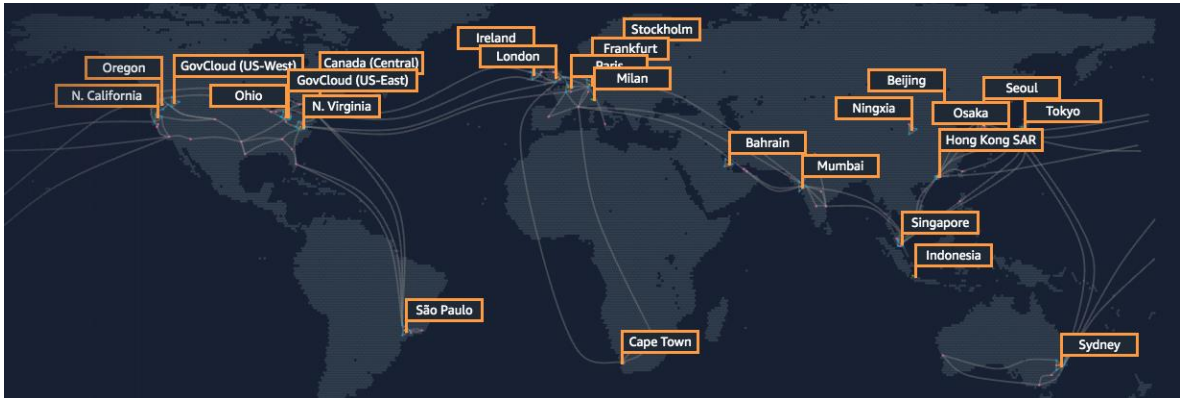 Stockholm
Ireland
Frankfurt
London
Paris
Canada (Central)
GovCloud (US-West)
Oregon
Milan
GovCloud (US-East)
Beijing
Seoul
N. California
Ohio
N. Virginia
Ningxia
Osaka
Tokyo
Bahrain
Hong Kong SAR
Mumbai
Singapore
Indonesia
São Paulo
Cape Town
Sydney